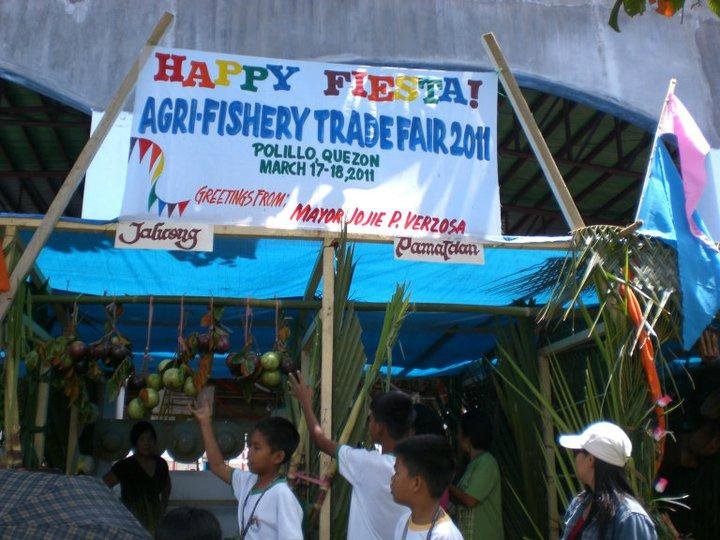 HAPPY FIESTA!
AGRI-FISHERY TRADE FAIR 2011
POLILLO, QUEZON
MARCH 17-18, 2011
GREETINGS FROM:
MAYOR JOJIE P. VERZOSA
Jalicong
Pamatdan